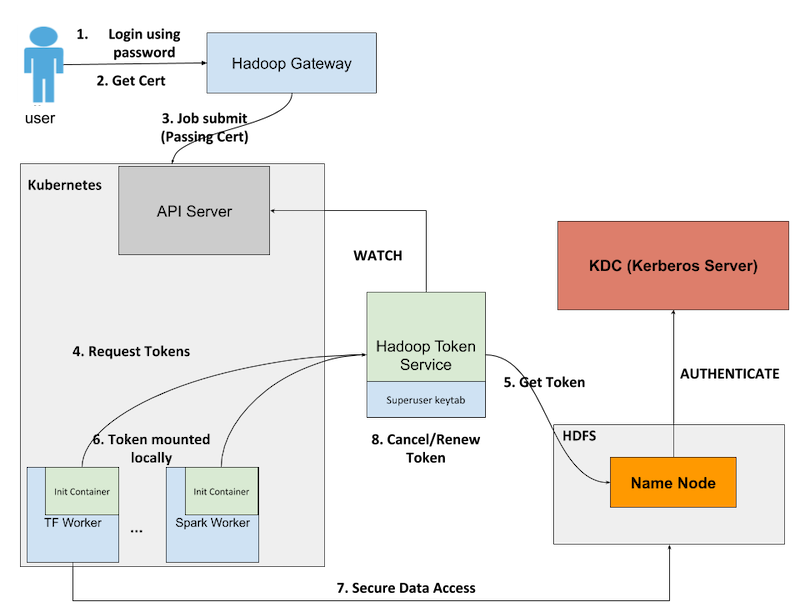 1. Login using
password
2. Get Cert
user
Hadoop Gateway
3. Job submit
(Passing Cert)
Kubernetes
API Server
WATCH
KDC (Kerberos Server)
4. Request Tokens
Hadoop Token
Service
Superuser keytab
5. Get Token
AUTHENTICATE
6. Token mounted
locally
8. Cancel/Renew
Token
HDFS
Name Node
Init Container
TF Worker
...
Init Container
Spark Worker
7. Secure Data Access